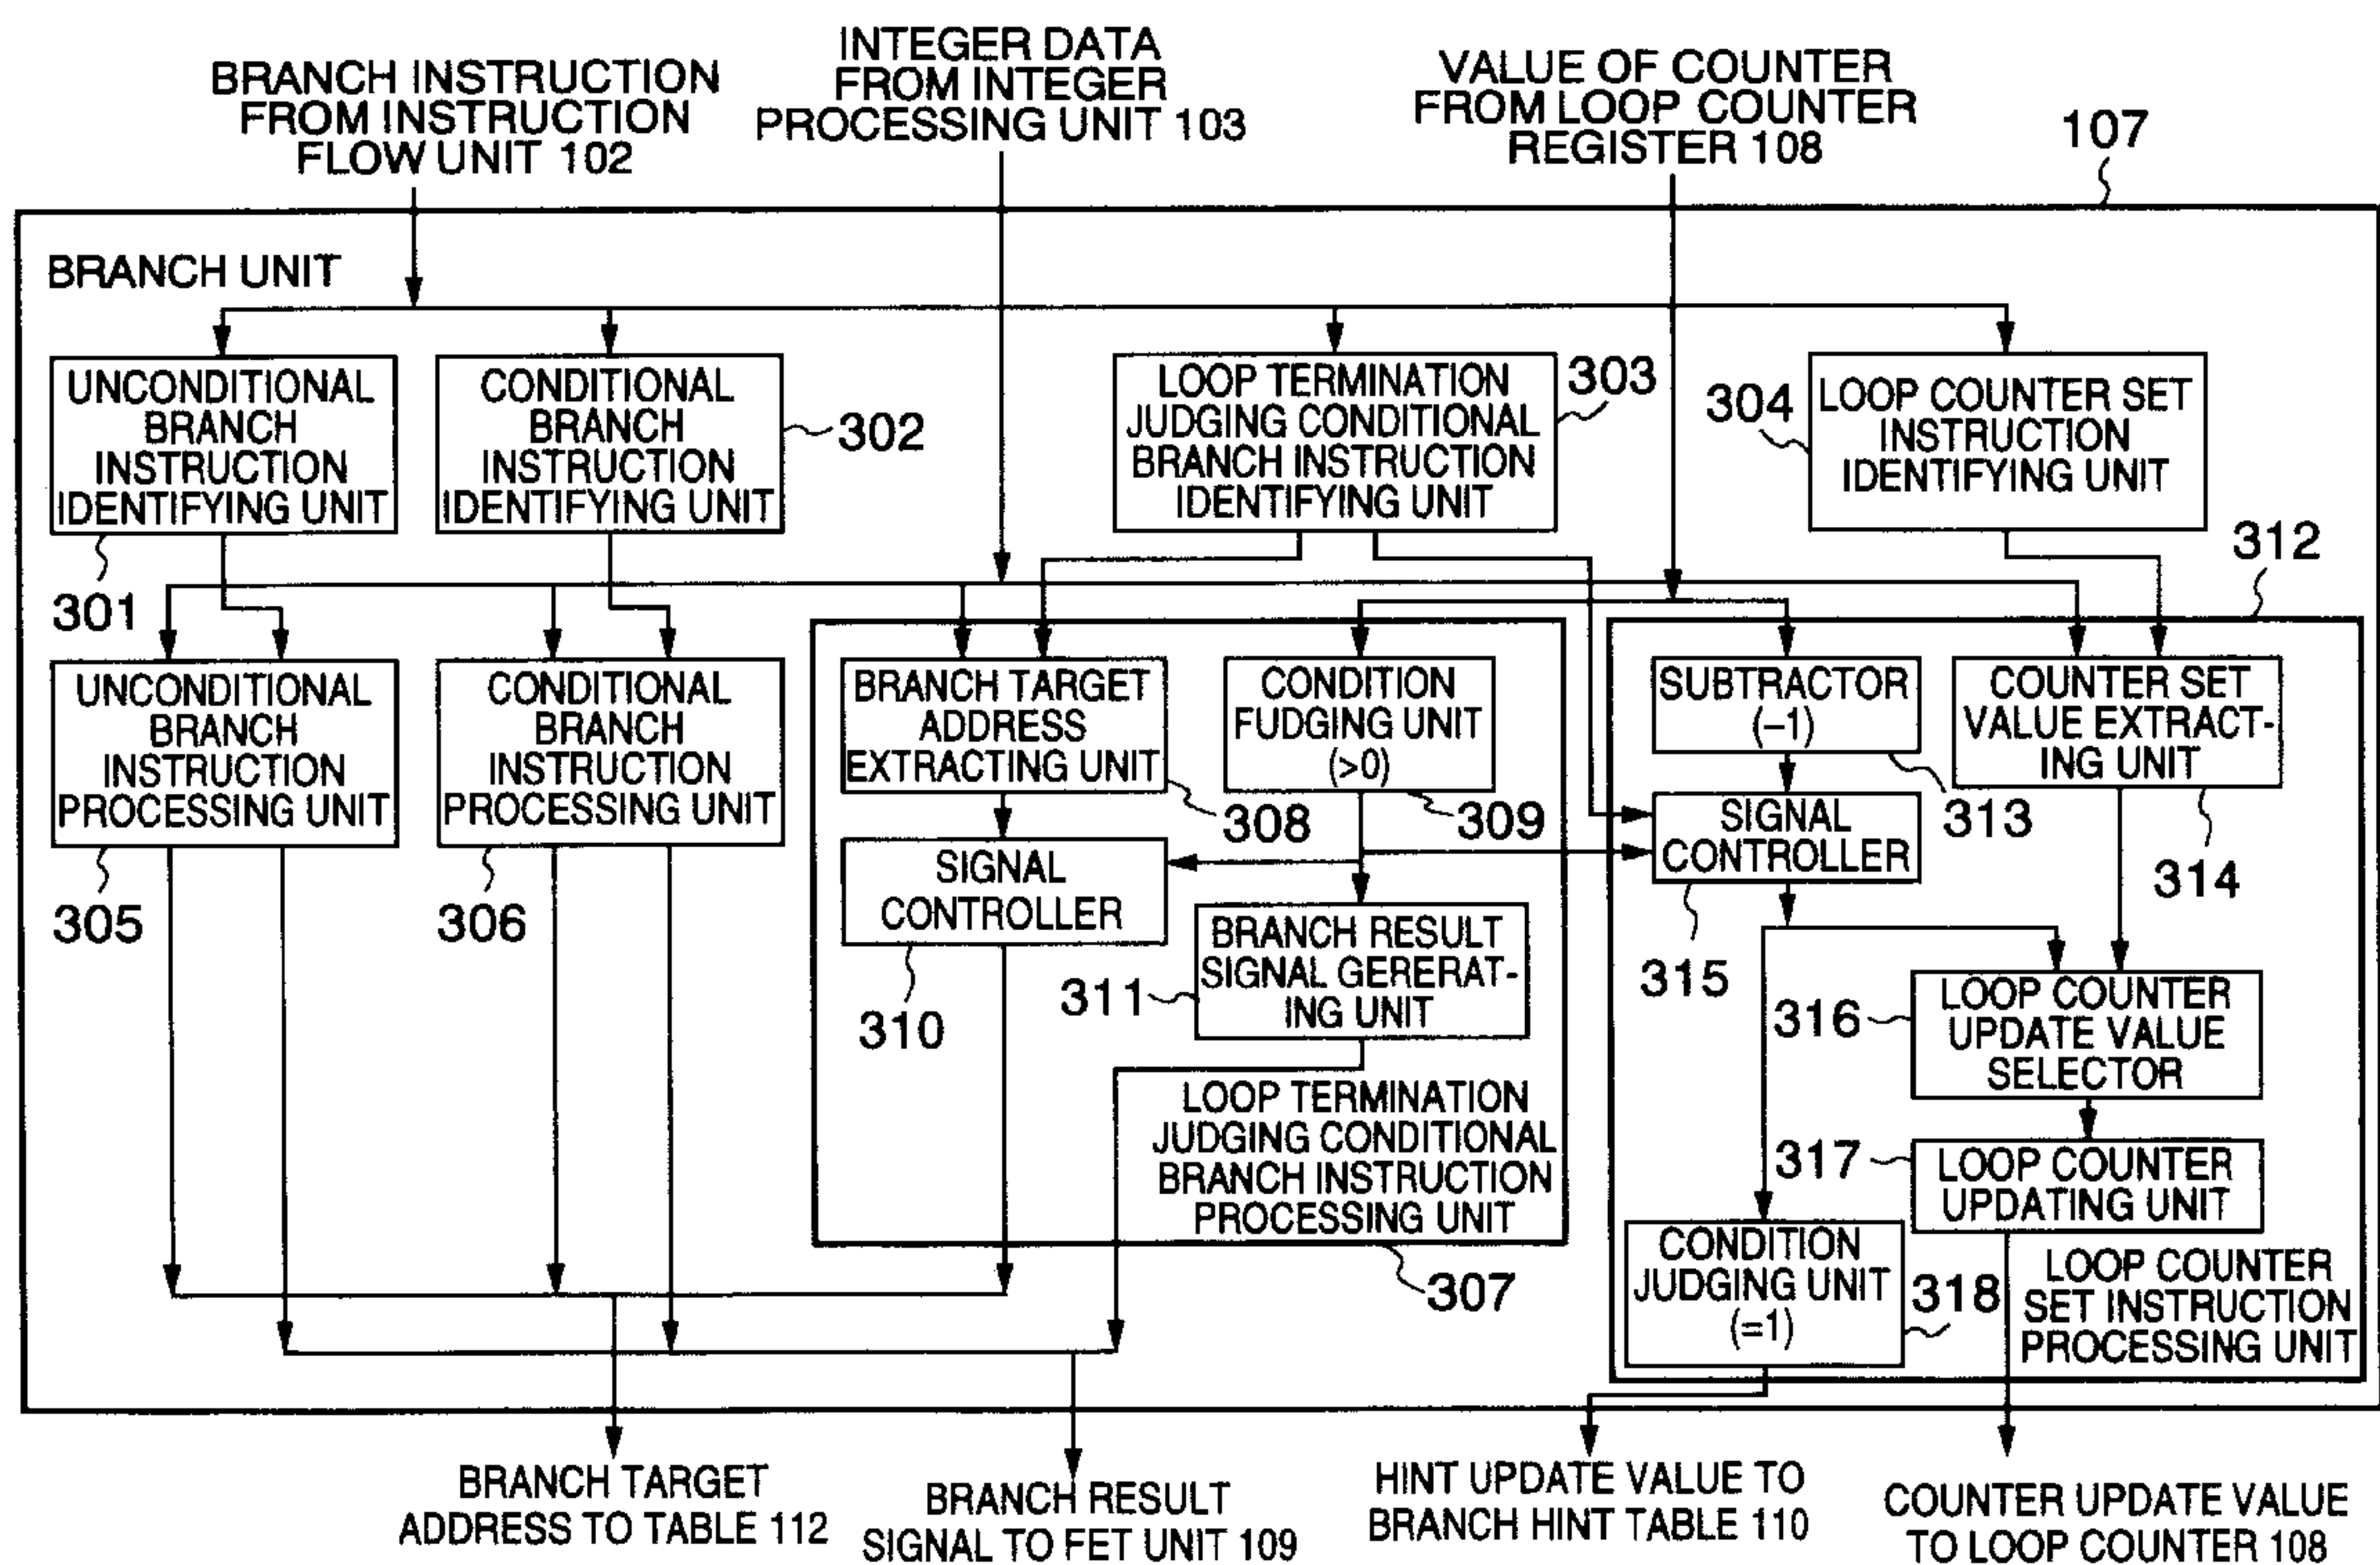 BRANCH INSTRUCTION
FROM INSTRUCTION
FLOW UNIT 102
INTEGER DATA
FROM INTEGER
PROCESSING UNIT 103
VALUE OF COUNTER
FROM LOOP COUNTER
REGISTER 108
107
BRANCH UNIT
UNCONDITIONAL
BRANCH
INSTRUCTION
IDENTIFYING UNIT
301
CONDITIONAL
BRANCH
INSTRUCTION
IDENTIFYING UNIT
302
LOOP TERMINATION
JUDGING CONDITIONAL
BRANCH INSTRUCTION
IDENTIFYING UNIT
303
304
LOOP COUNTER SET
INSTRUCTION
IDENTIFYING UNIT
312
UNCONDITIONAL
BRANCH
INSTRUCTION
PROCESSING UNIT
305
CONDITIONAL
BRANCH
INSTRUCTION
PROCESSING UNIT
306
BRANCH TARGET
ADDRESS
EXTRACTING UNIT
308
CONDITION
FUDGING UNIT
(>0)
309
SIGNAL
CONTROLLER
310
BRANCH RESULT
SIGNAL GERERAT-
ING UNIT
311
LOOP TERMINATION
JUDGING CONDITIONAL
BRANCH INSTRUCTION
PROCESSING UNIT
307
SUBTRACTOR
(−1)
313
COUNTER SET
VALUE EXTRACT-
ING UNIT
314
SIGNAL
CONTROLLER
315
316
LOOP COUNTER
UPDATE VALUE
SELECTOR
317
LOOP COUNTER
UPDATING UNIT
CONDITION
JUDGING UNIT
(=1)
318
LOOP COUNTER
SET INSTRUCTION
PROCESSING UNIT
BRANCH TARGET
ADDRESS TO TABLE 112
BRANCH RESULT
SIGNAL TO FET UNIT 109
HINT UPDATE VALUE TO
BRANCH HINT TABLE 110
COUNTER UPDATE VALUE
TO LOOP COUNTER 108